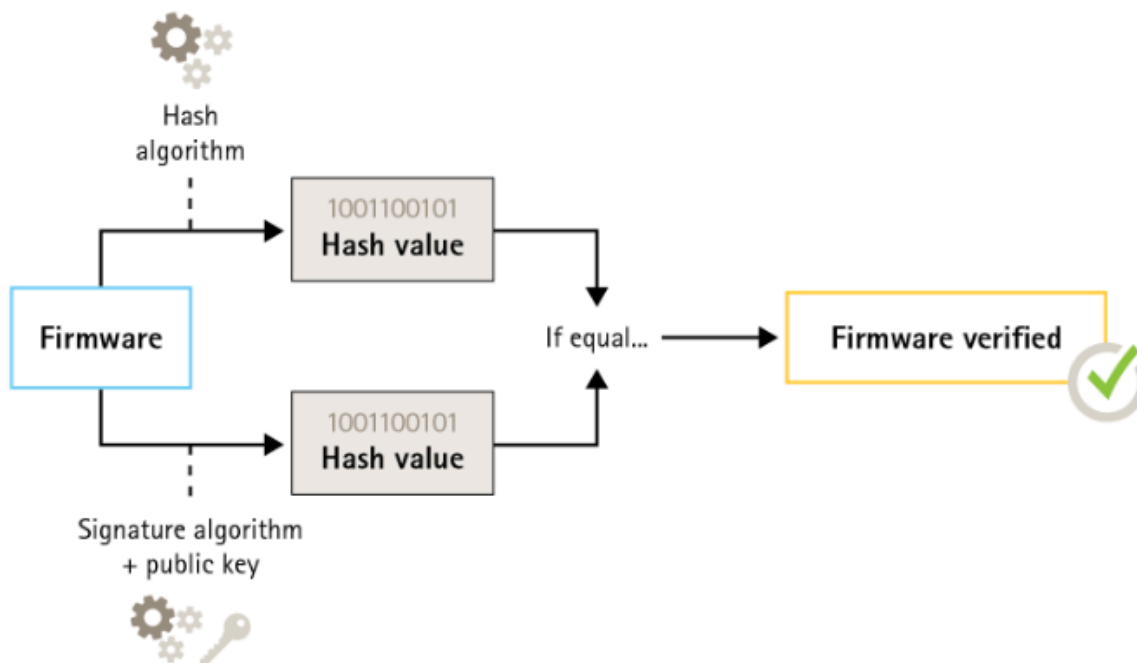 Hash
algorithm
1001100101
Hash value
Firmware
If equal...
Firmware verified
1001100101
Hash value
Signature algorithm
+ public key